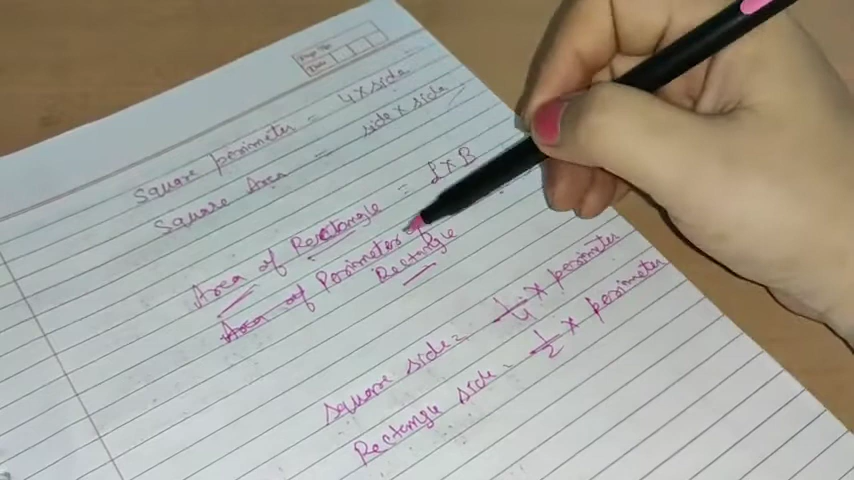 Page No.
Date
Square perimeter = 4 x side
Square Area = side x side
Area of Rectangle = L x B
Area of Perimeter of
Rectangle
square side = 1/4 x perimeter
Rectangle side = 1/2 x perimeter